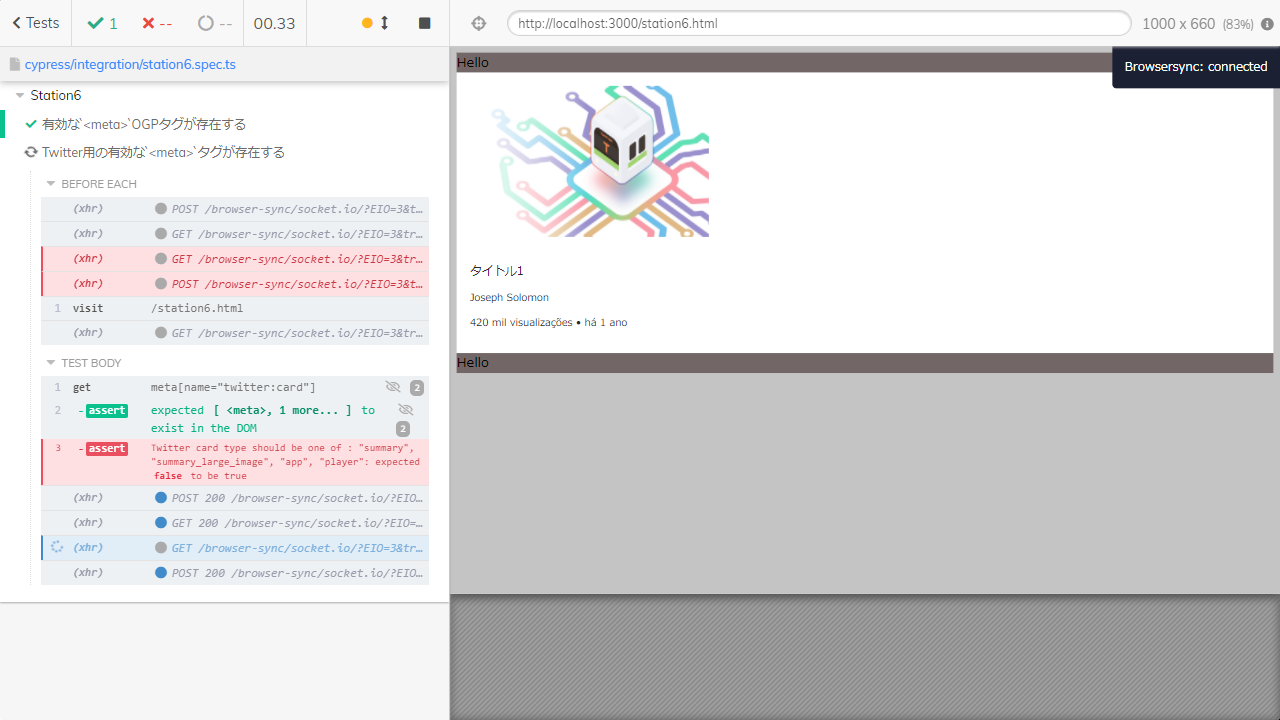 Tests
1
--
--
00.33
http://localhost:3000/station6.html
1000 x 660 (83%)
cypress/integration/station6.spec.ts
Station6
有効な`<meta>`OGPタグが存在する
Twitter用の有効な`<meta>`タグが存在する
BEFORE EACH
(xhr) POST /browser-sync/socket.io/?EIO=3&t…
(xhr) GET /browser-sync/socket.io/?EIO=3&tr…
(xhr) GET /browser-sync/socket.io/?EIO=3&tr…
(xhr) POST /browser-sync/socket.io/?EIO=3&t…
1 visit /station6.html
(xhr) GET /browser-sync/socket.io/?EIO=3&tr…
TEST BODY
1 get meta[name="twitter:card"] 2
2 -assert expected [ <meta>, 1 more... ] to
exist in the DOM 2
3 -assert Twitter card type should be one of : "summary",
"summary_large_image", "app", "player": expected
false to be true
(xhr) POST 200 /browser-sync/socket.io/?EIO…
(xhr) GET 200 /browser-sync/socket.io/?EIO=…
(xhr) GET /browser-sync/socket.io/?EIO=3&tr…
(xhr) POST 200 /browser-sync/socket.io/?EIO…
Hello
Browsersync: connected
T
タイトル1
Joseph Solomon
420 mil visualizações • há 1 ano
Hello